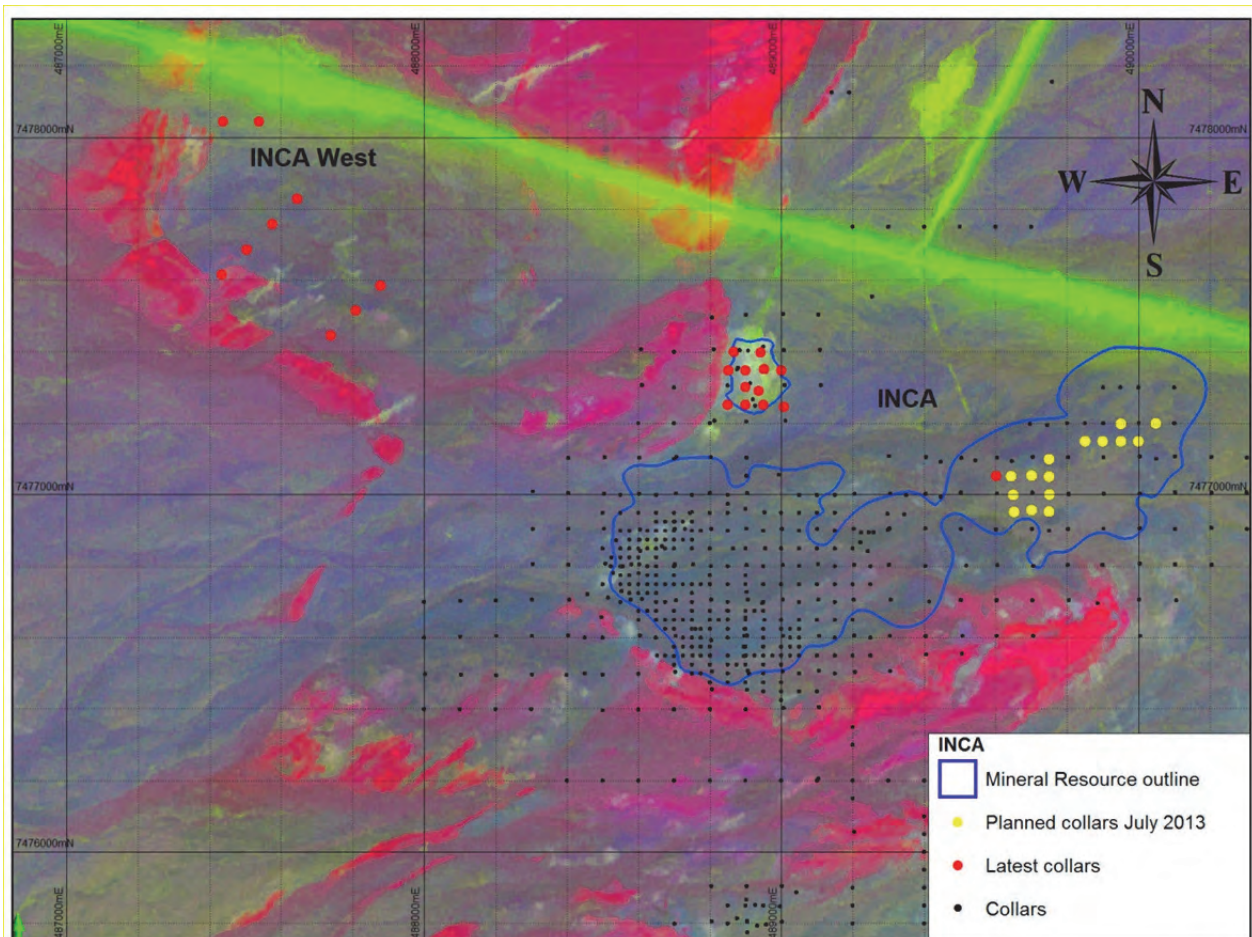 487000mE
488000mE
489000mE
490000mE
7478000mN
7478000mN
INCA West
N
W
E
S
INCA
7477000mN
7477000mN
7476000mN
INCA
Mineral Resource outline
Planned collars July 2013
Latest collars
Collars
487000mE
488000mE
489000mE